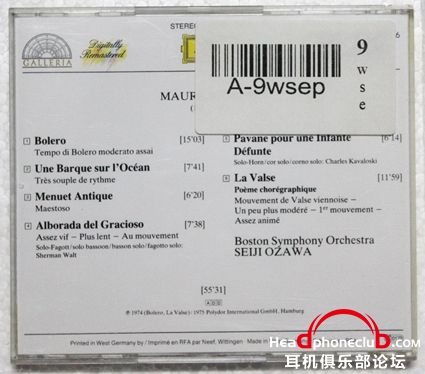 STEREO
6
GALLERIA
Digitally
Remastered
A-9wsep
9
w
s
e
MAUR
1 Bolero [15'03]
Tempo di Bolero moderato assai
2 Une Barque sur l'Océan [7'41]
Très souple de rythme
3 Menuet Antique [6'20]
Maestoso
4 Alborada del Gracioso [7'38]
Assez vif – Plus lent – Au mouvement
Solo-Fagott/solo bassoon/basson solo/fagotto solo:
Sherman Walt
Pavane pour une Infante [6'14]
Défunte
Solo-Horn/cor solo/corno solo: Charles Kavaloski
La Valse [11'59]
Poème chorégraphique
Mouvement de Valse viennoise –
Un peu plus modéré – 1er mouvement –
Assez animé
Boston Symphony Orchestra
SEIJI OZAWA
[55'31]
ADD
℗ 1974 (Bolero, La Valse) / 1975 Polydor International GmbH, Hamburg
Printed in West Germany / Imprimé en RFA par Neef, Wittingen
Made in
Headphoneclub.com
耳机俱乐部论坛